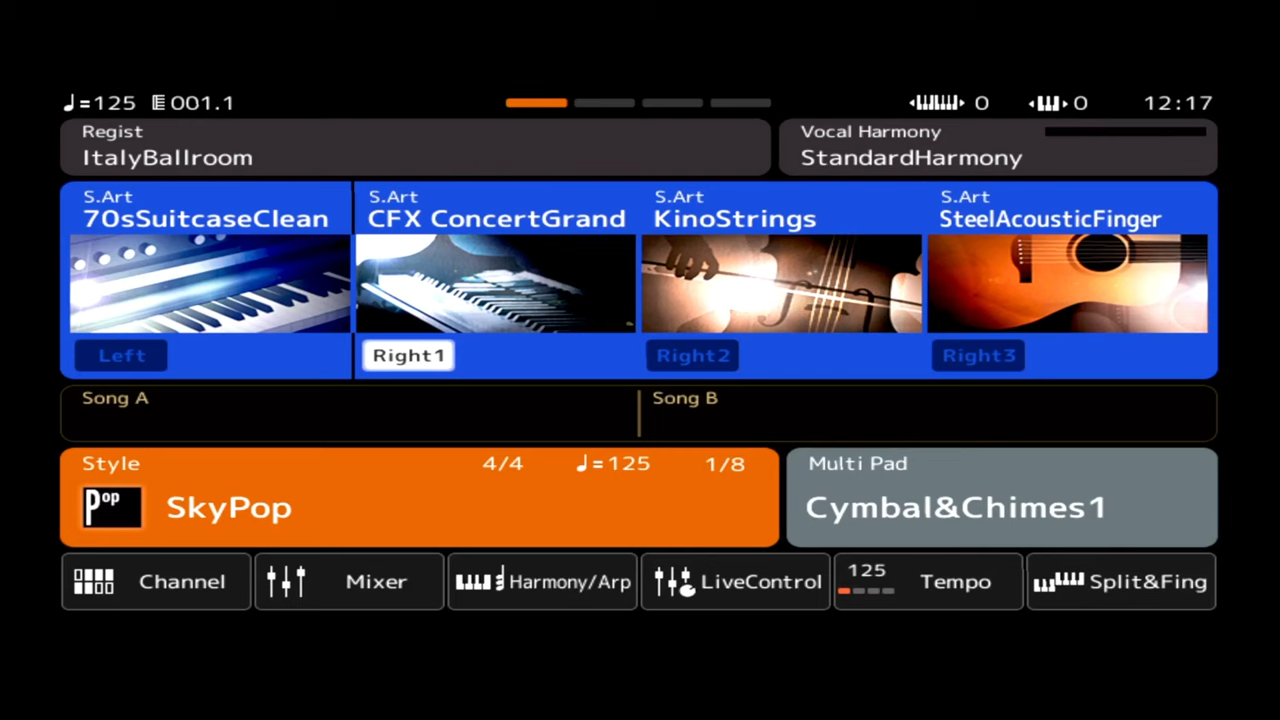 ♩=125 001.1 0 0 12:17
Regist
ItalyBallroom
Vocal Harmony
StandardHarmony
S.Art S.Art S.Art S.Art
70sSuitcaseClean CFX ConcertGrand KinoStrings SteelAcousticFinger
Left Right1 Right2 Right3
Song A Song B
Style 4/4 ♩=125 1/8
Pop SkyPop
Multi Pad
Cymbal&Chimes1
Channel Mixer Harmony/Arp LiveControl 125 Tempo Split&Fing